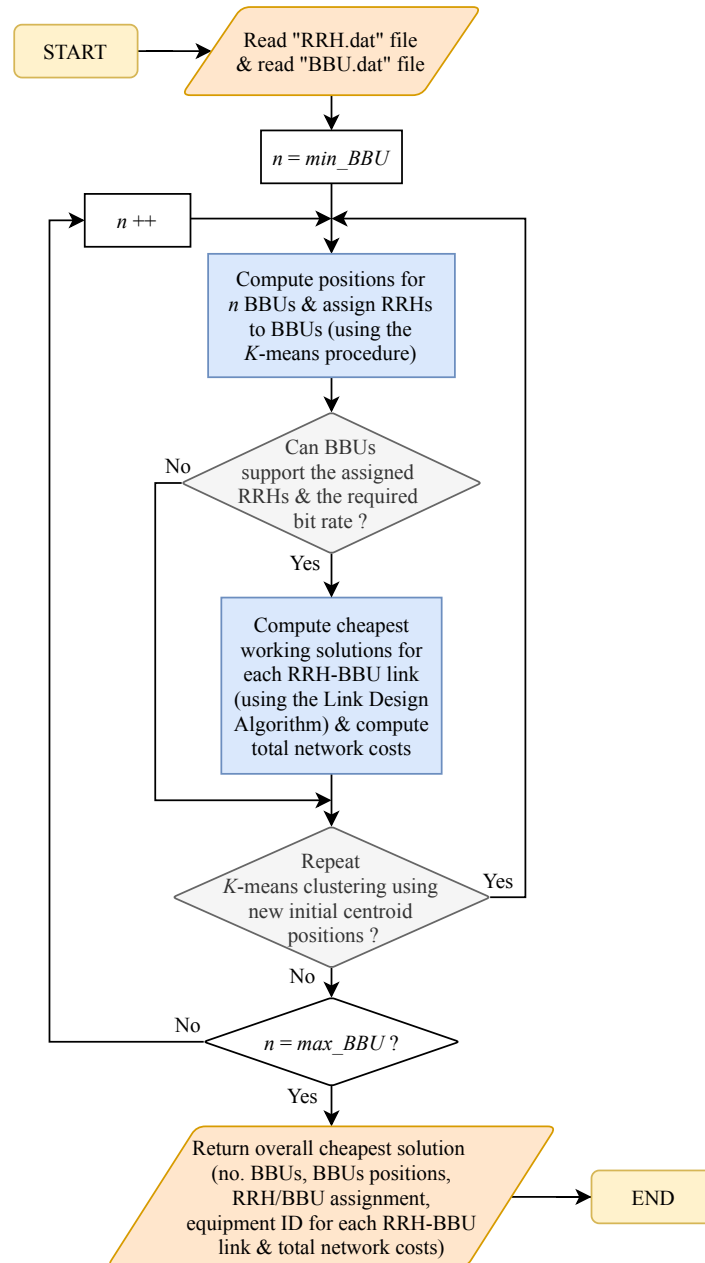 START
Read "RRH.dat" file
& read "BBU.dat" file
n = min_BBU
n ++
Compute positions for
n BBUs & assign RRHs
to BBUs (using the
K-means procedure)
Can BBUs
support the assigned
RRHs & the required
bit rate ?
No
Yes
Compute cheapest
working solutions for
each RRH-BBU link
(using the Link Design
Algorithm) & compute
total network costs
Repeat
K-means clustering using
new initial centroid
positions ?
Yes
No
n = max_BBU ?
No
Yes
Return overall cheapest solution
(no. BBUs, BBUs positions,
RRH/BBU assignment,
equipment ID for each RRH-BBU
link & total network costs)
END